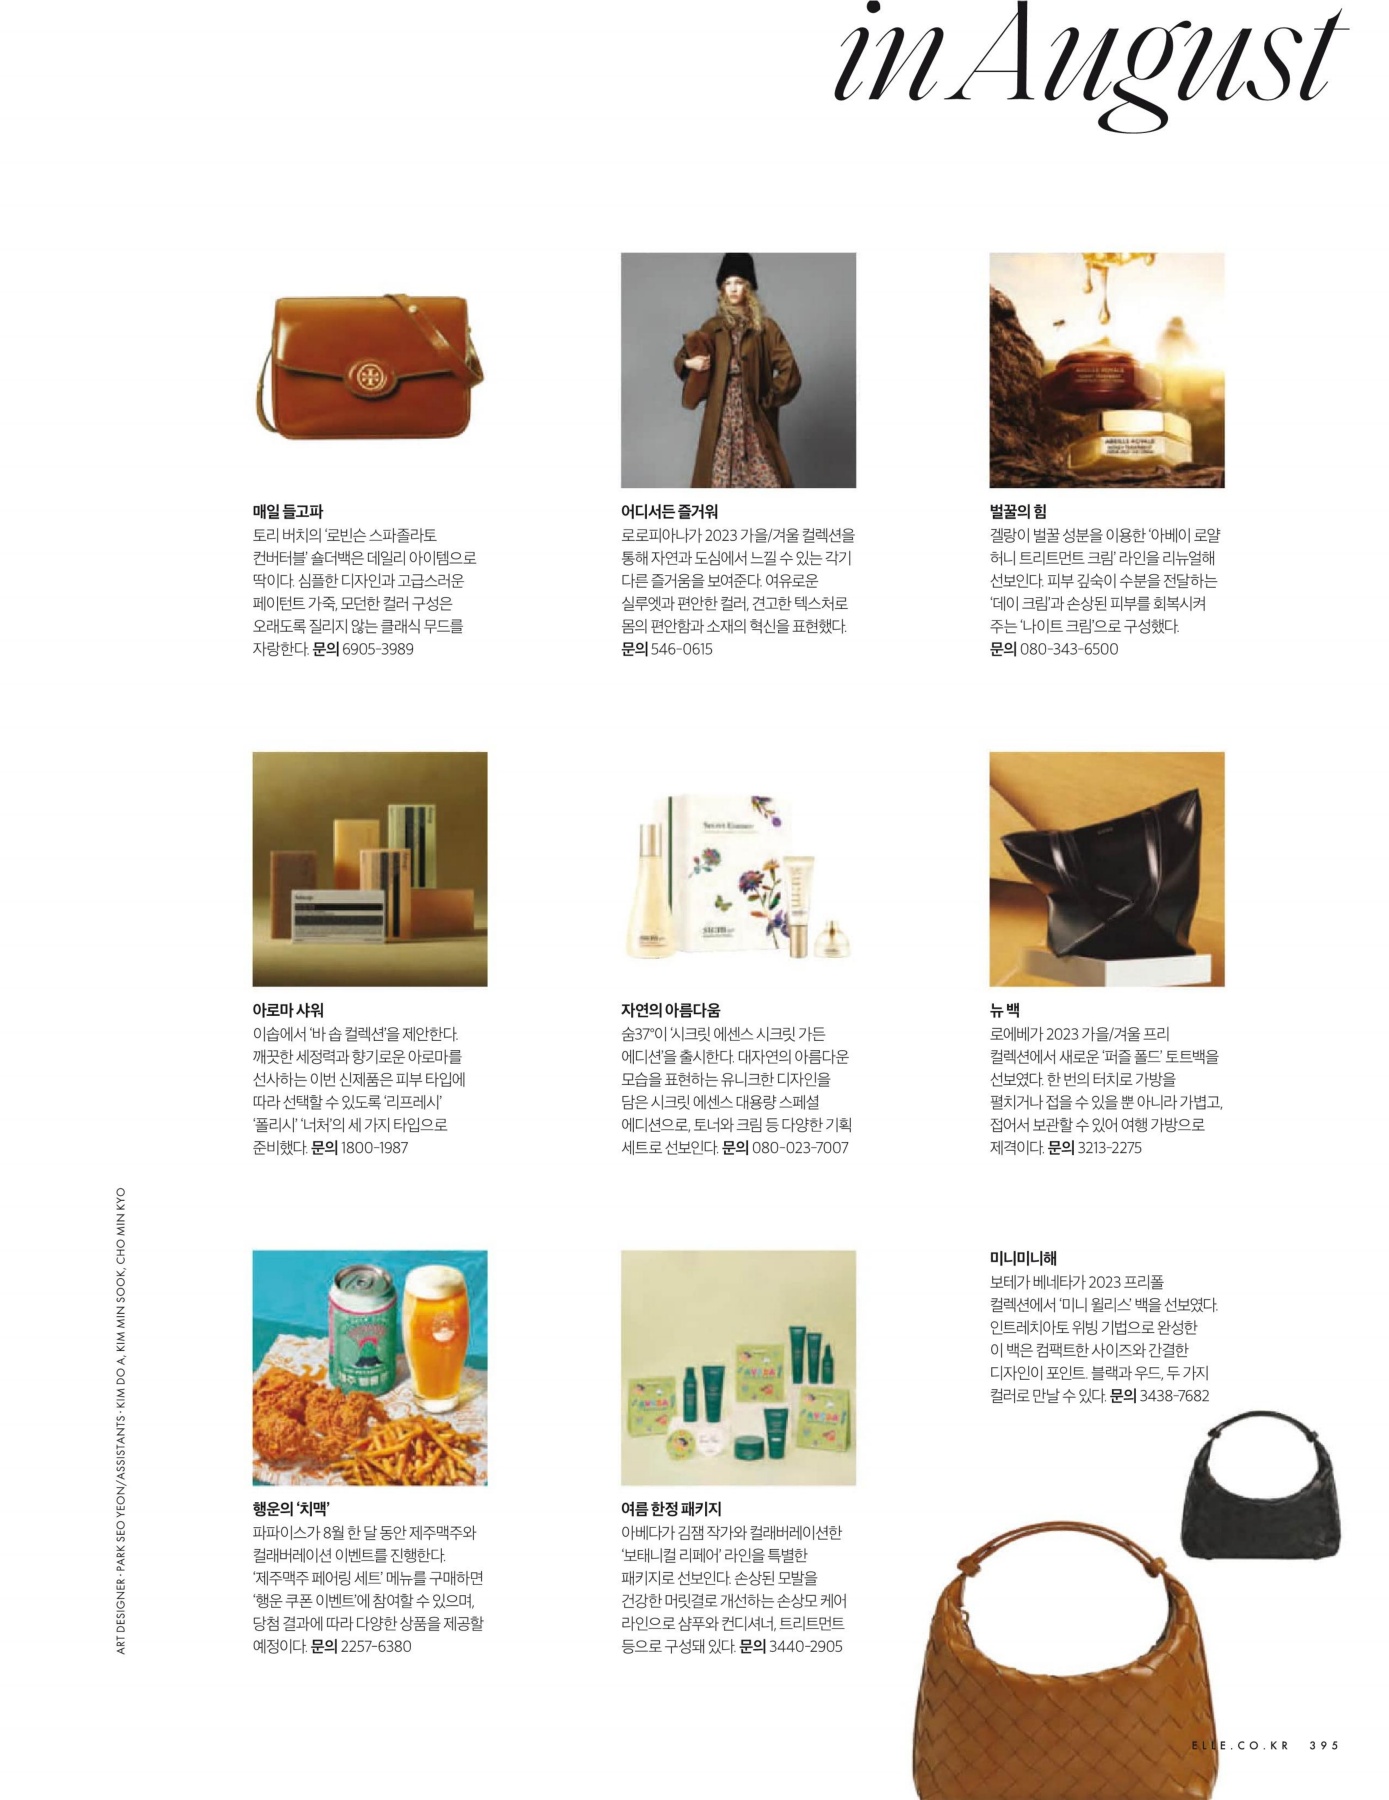 in August
매일 들고파
토리 버치의 ‘로빈슨 스파졸라토
컨버터블’ 숄더백은 데일리 아이템으로
딱이다. 심플한 디자인과 고급스러운
페이턴트 가죽, 모던한 컬러 구성은
오래도록 질리지 않는 클래식 무드를
자랑한다. 문의 6905-3989
어디서든 즐거워
로로피아나가 2023 가을/겨울 컬렉션을
통해 자연과 도심에서 느낄 수 있는 각기
다른 즐거움을 보여준다. 여유로운
실루엣과 편안한 컬러, 견고한 텍스처로
몸의 편안함과 소재의 혁신을 표현했다.
문의 546-0615
ABEILLE ROYALE
ABEILLE ROYALE
벌꿀의 힘
겔랑이 벌꿀 성분을 이용한 ‘아베이 로얄
허니 트리트먼트 크림’ 라인을 리뉴얼해
선보인다. 피부 깊숙이 수분을 전달하는
‘데이 크림’과 손상된 피부를 회복시켜
주는 ‘나이트 크림’으로 구성했다.
문의 080-343-6500
아로마 샤워
이솝에서 ‘바 솝 컬렉션’을 제안한다.
깨끗한 세정력과 향기로운 아로마를
선사하는 이번 신제품은 피부 타입에
따라 선택할 수 있도록 ‘리프레시’
‘폴리시’ ‘너처’의 세 가지 타입으로
준비했다. 문의 1800-1987
Secret Essence
자연의 아름다움
숨37°이 ‘시크릿 에센스 시크릿 가든
에디션’을 출시한다. 대자연의 아름다운
모습을 표현하는 유니크한 디자인을
담은 시크릿 에센스 대용량 스페셜
에디션으로, 토너와 크림 등 다양한 기획
세트로 선보인다. 문의 080-023-7007
뉴 백
로에베가 2023 가을/겨울 프리
컬렉션에서 새로운 ‘퍼즐 폴드’ 토트백을
선보였다. 한 번의 터치로 가방을
펼치거나 접을 수 있을 뿐 아니라 가볍고,
접어서 보관할 수 있어 여행 가방으로
제격이다. 문의 3213-2275
행운의 ‘치맥’
파파이스가 8월 한 달 동안 제주맥주와
컬래버레이션 이벤트를 진행한다.
‘제주맥주 페어링 세트’ 메뉴를 구매하면
‘행운 쿠폰 이벤트’에 참여할 수 있으며,
당첨 결과에 따라 다양한 상품을 제공할
예정이다. 문의 2257-6380
AVEDA
여름 한정 패키지
아베다가 김잼 작가와 컬래버레이션한
‘보태니컬 리페어’ 라인을 특별한
패키지로 선보인다. 손상된 모발을
건강한 머릿결로 개선하는 손상모 케어
라인으로 샴푸와 컨디셔너, 트리트먼트
등으로 구성돼 있다. 문의 3440-2905
미니미니해
보테가 베네타가 2023 프리폴
컬렉션에서 ‘미니 윌리스’ 백을 선보였다.
인트레치아토 위빙 기법으로 완성한
이 백은 컴팩트한 사이즈와 간결한
디자인이 포인트. 블랙과 우드, 두 가지
컬러로 만날 수 있다. 문의 3438-7682
ART DESIGNER · PARK SEO YEON/ASSISTANTS · KIM DO A, KIM MIN SOOK, CHO MIN KYO
ELLE.CO.KR 395